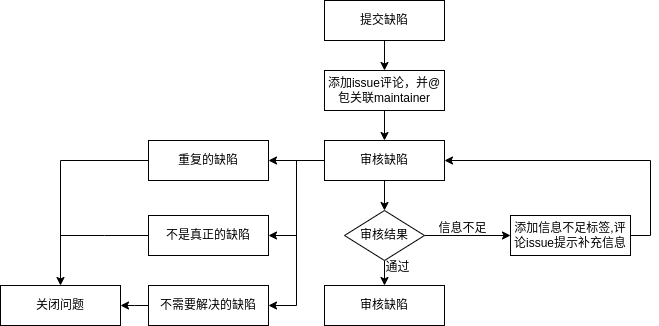 提交缺陷
添加issue评论，并@
包关联maintainer
重复的缺陷
审核缺陷
不是真正的缺陷
审核结果
信息不足
添加信息不足标签,评
论issue提示补充信息
通过
关闭问题
不需要解决的缺陷
审核缺陷